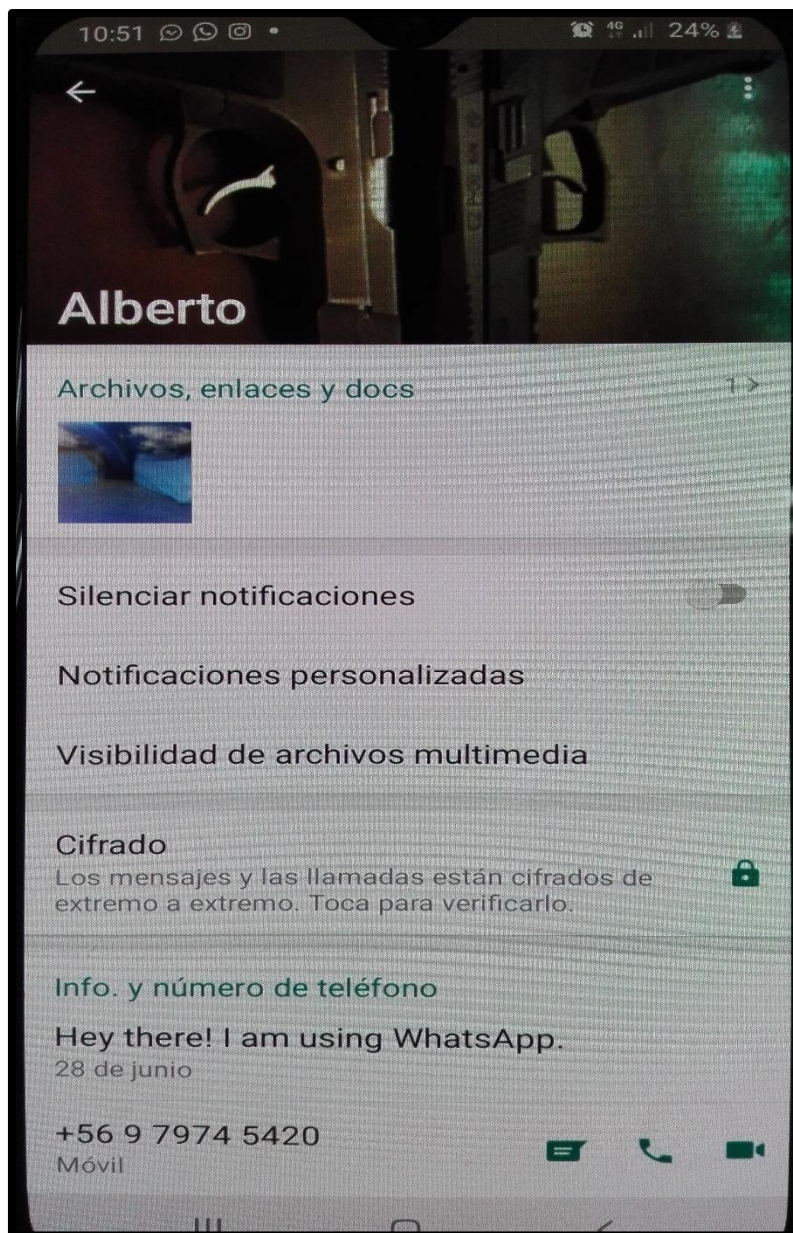 10:51
4G
24%
Alberto
Archivos, enlaces y docs
1 >
Silenciar notificaciones
Notificaciones personalizadas
Visibilidad de archivos multimedia
Cifrado
Los mensajes y las llamadas están cifrados de
extremo a extremo. Toca para verificarlo.
Info. y número de teléfono
Hey there! I am using WhatsApp.
28 de junio
+56 9 7974 5420
Móvil